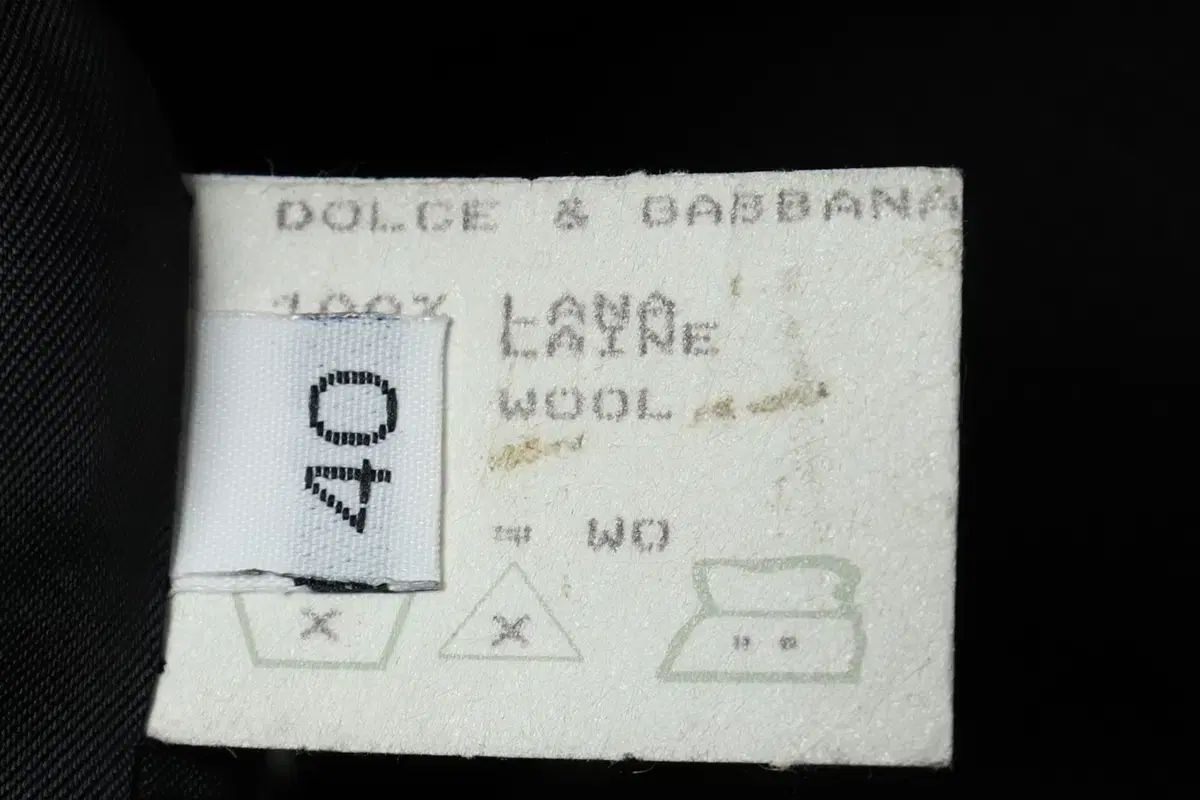 DOLCE & GABBANA
100% LANA
LAINE
WOOL
40
= WO
X X